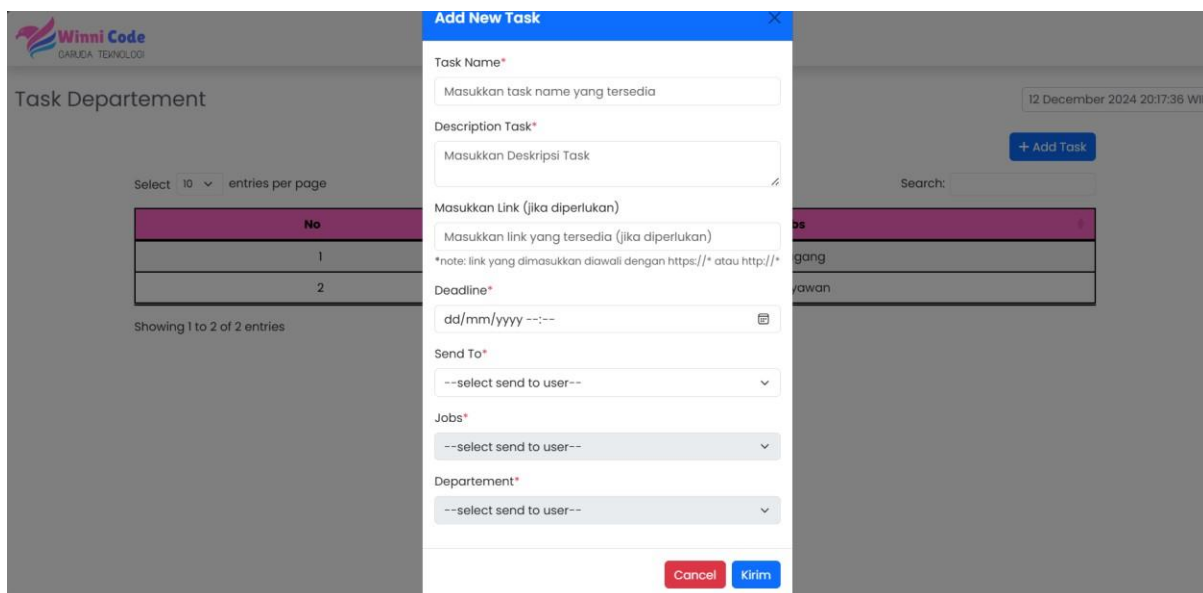 Add New Task
Winni Code
GARUDA TEKNOLOGI
Task Name*
Masukkan task name yang tersedia
Task Departement
12 December 2024 20:17:36
Description Task*
Masukkan Deskripsi Task
+ Add Task
Select 10 entries per page
Search:
Masukkan Link (jika diperlukan)
Masukkan link yang tersedia (jika diperlukan)
*note: link yang dimasukkan diawali dengan https://* atau http://*
No
1
2
Deadline*
dd/mm/yyyy --:--
Showing 1 to 2 of 2 entries
Send To*
--select send to user--
Jobs*
--select send to user--
Departement*
--select send to user--
Cancel
Kirim